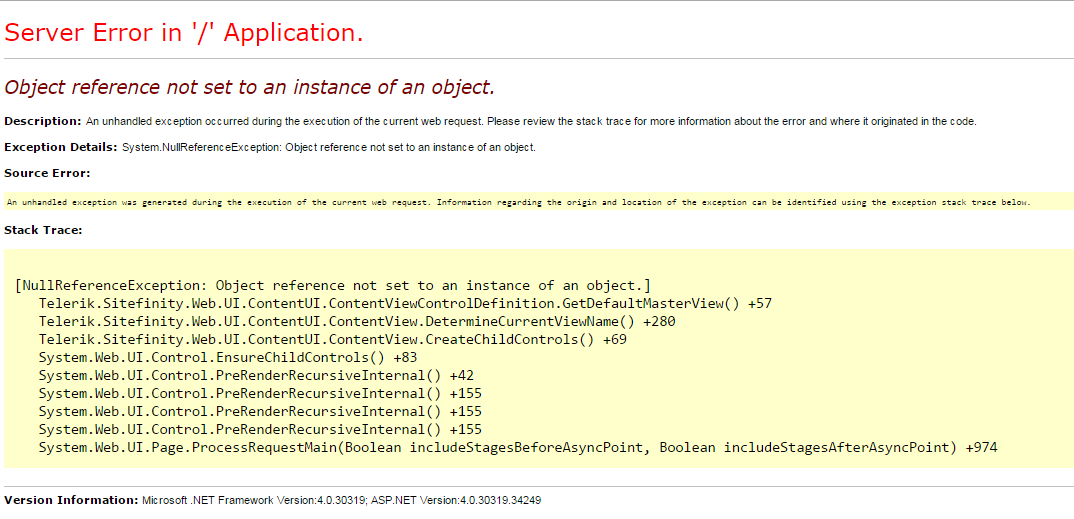 Server Error in '/' Application.
Object reference not set to an instance of an object.
Description: An unhandled exception occurred during the execution of the current web request. Please review the stack trace for more information about the error and where it originated in the code.
Exception Details: System.NullReferenceException: Object reference not set to an instance of an object.
Source Error:
An unhandled exception was generated during the execution of the current web request. Information regarding the origin and location of the exception can be identified using the exception stack trace below.
Stack Trace:
[NullReferenceException: Object reference not set to an instance of an object.]
Telerik.Sitefinity.Web.UI.ContentUI.ContentViewControlDefinition.GetDefaultMasterView() +57
Telerik.Sitefinity.Web.UI.ContentUI.ContentView.DetermineCurrentViewName() +280
Telerik.Sitefinity.Web.UI.ContentUI.ContentView.CreateChildControls() +69
System.Web.UI.Control.EnsureChildControls() +83
System.Web.UI.Control.PreRenderRecursiveInternal() +42
System.Web.UI.Control.PreRenderRecursiveInternal() +155
System.Web.UI.Control.PreRenderRecursiveInternal() +155
System.Web.UI.Control.PreRenderRecursiveInternal() +155
System.Web.UI.Page.ProcessRequestMain(Boolean includeStagesBeforeAsyncPoint, Boolean includeStagesAfterAsyncPoint) +974
Version Information: Microsoft .NET Framework Version:4.0.30319; ASP.NET Version:4.0.30319.34249